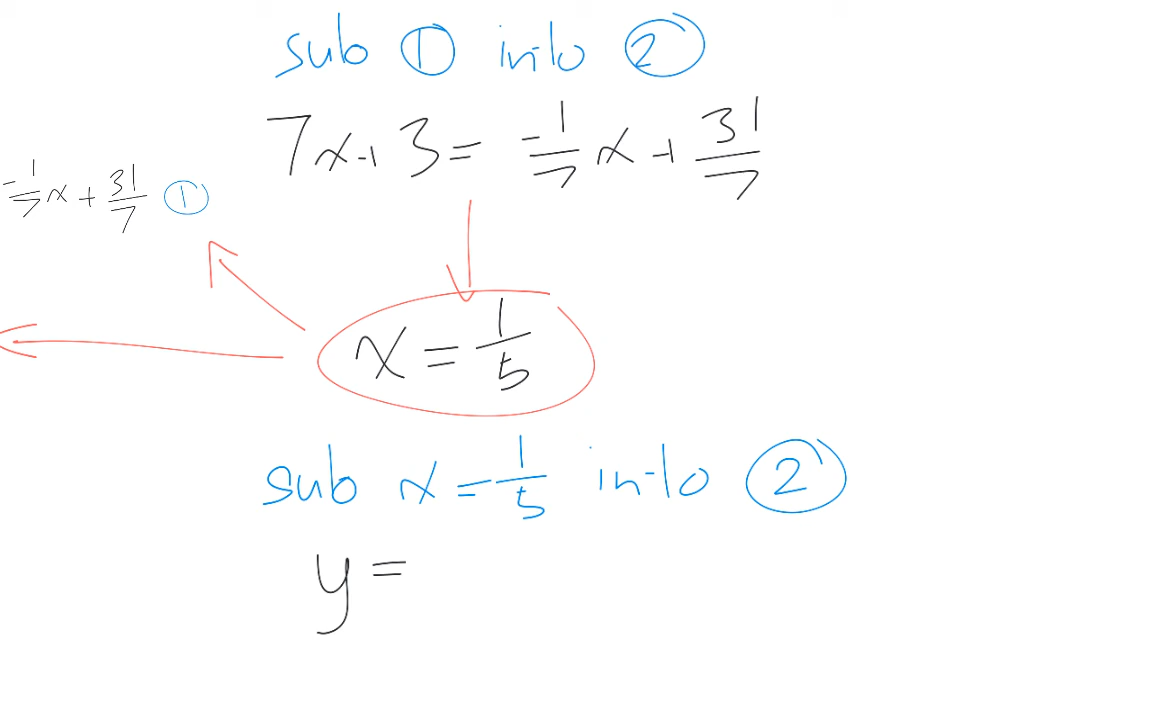 sub ① into ②
7x+3 = -1/7 x + 31/7
-1/7 x + 31/7 ①
x = 1/5
sub x = 1/5 into ②
y =